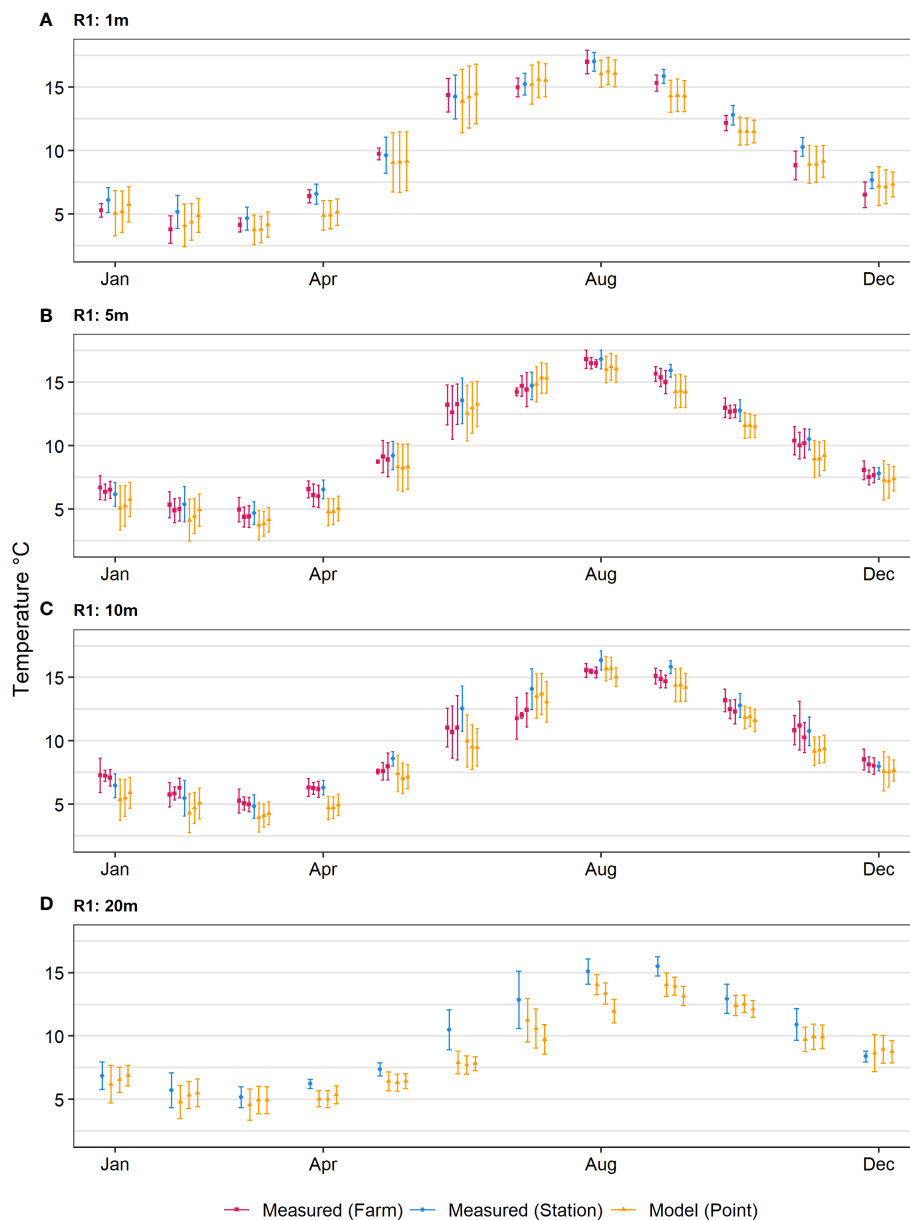 A R1: 1m
15
10
5
Jan Apr Aug Dec
B R1: 5m
15
10
5
Jan Apr Aug Dec
C R1: 10m
15
10
5
Jan Apr Aug Dec
D R1: 20m
15
10
5
Jan Apr Aug Dec
Temperature °C
Measured (Farm) Measured (Station) Model (Point)